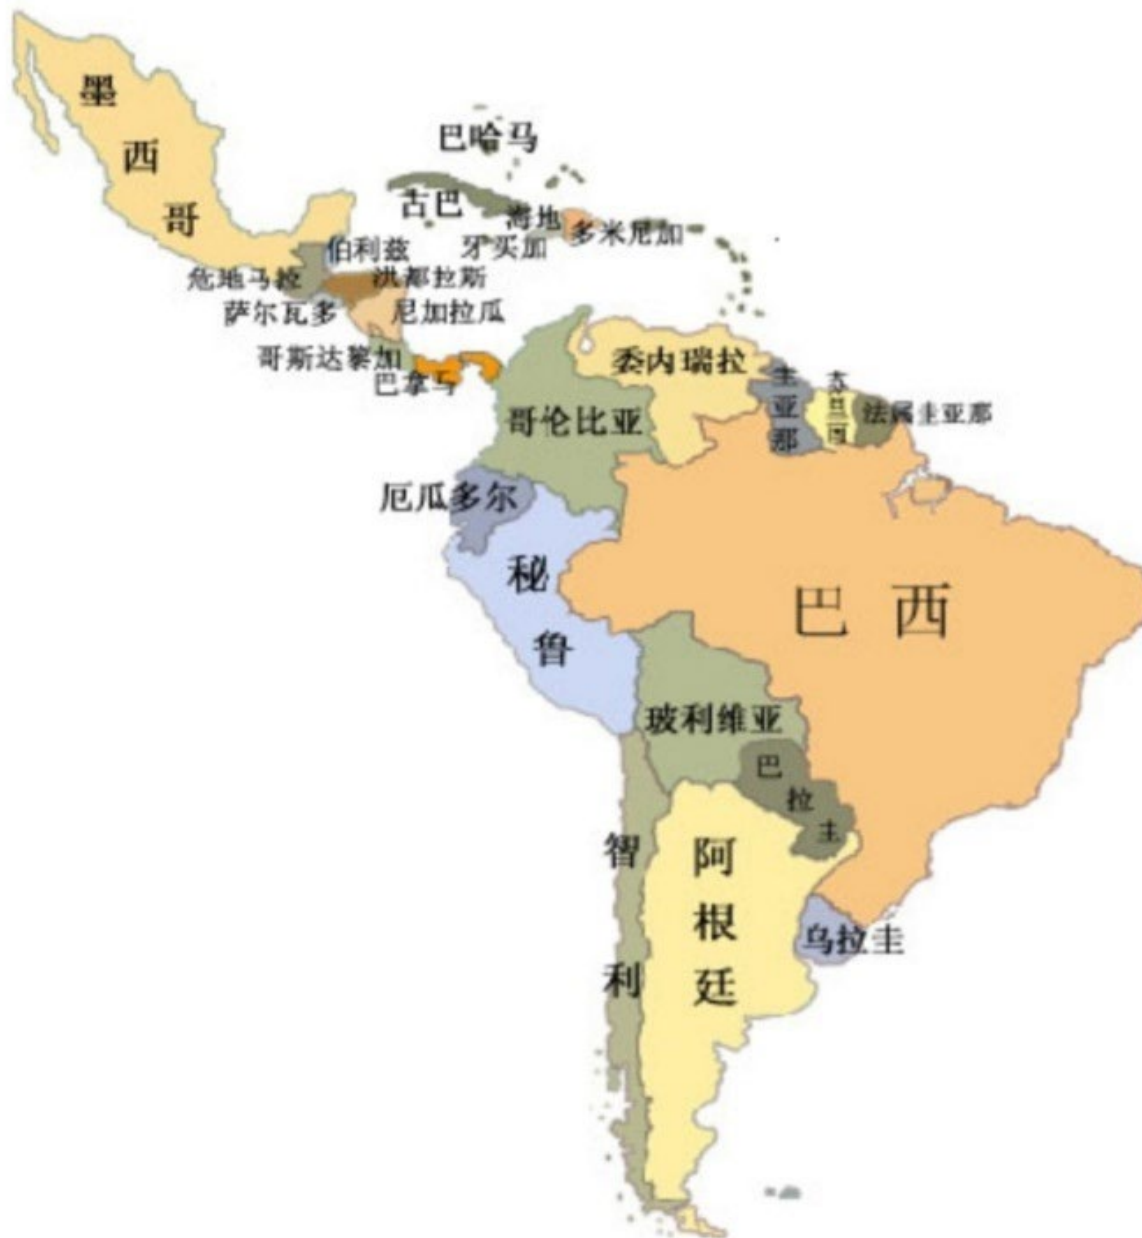 墨西哥
巴哈马
古巴
海地
多米尼加
牙买加
伯利兹
危地马拉
洪都拉斯
萨尔瓦多
尼加拉瓜
哥斯达黎加
巴拿马
委内瑞拉
圭亚那
苏里南
法属圭亚那
哥伦比亚
厄瓜多尔
秘鲁
巴西
玻利维亚
巴拉圭
智利
阿根廷
乌拉圭